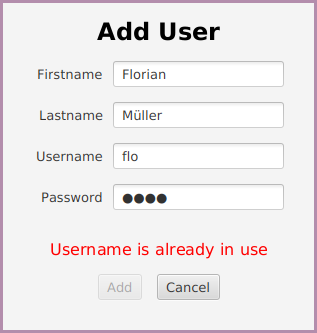 Add User
Firstname Florian
Lastname Müller
Username flo
Password ●●●●
Username is already in use
Add Cancel